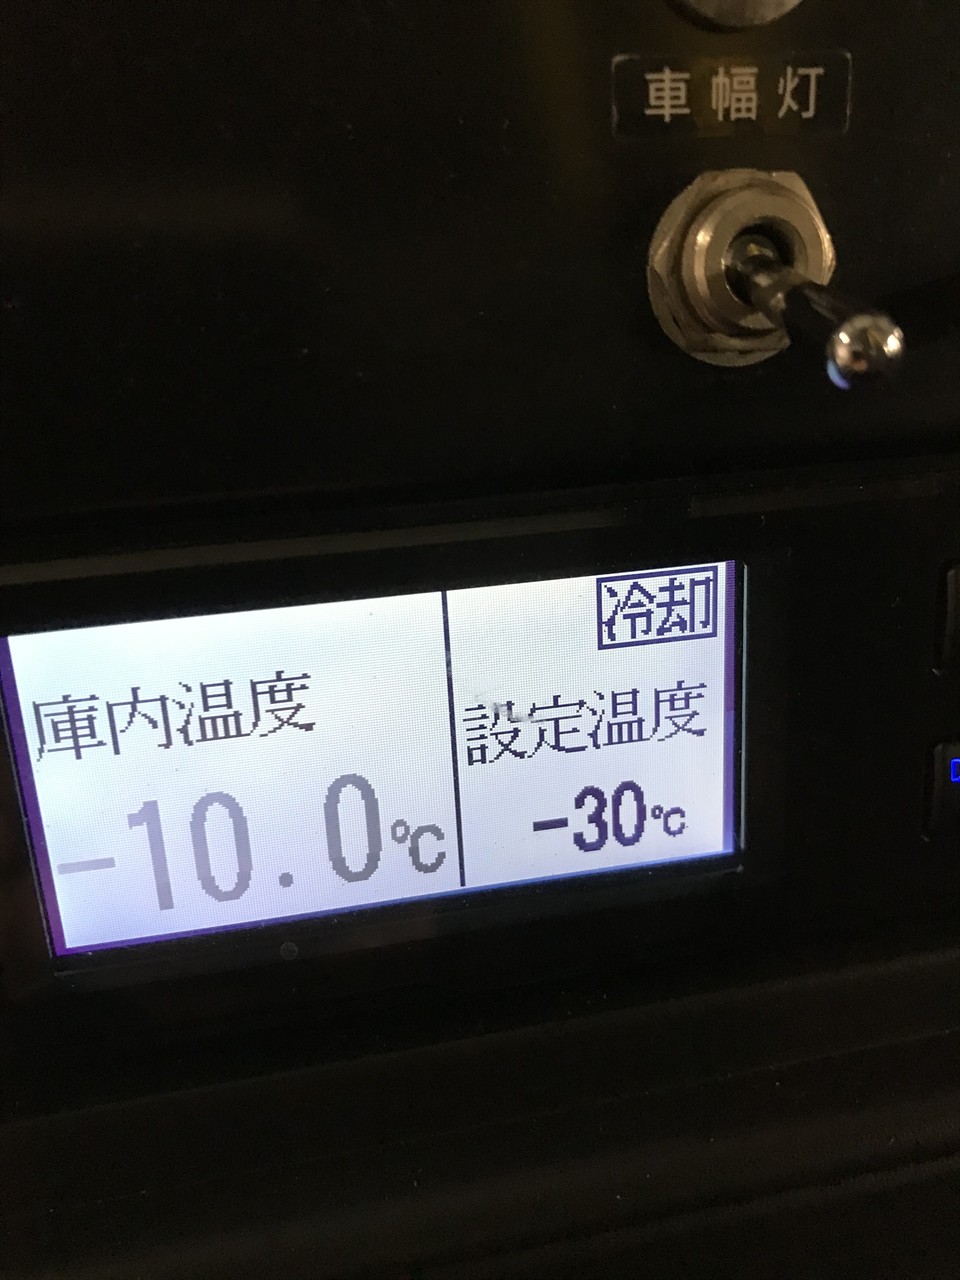 車幅灯
冷却
庫内温度
設定温度
-10.0℃
-30℃